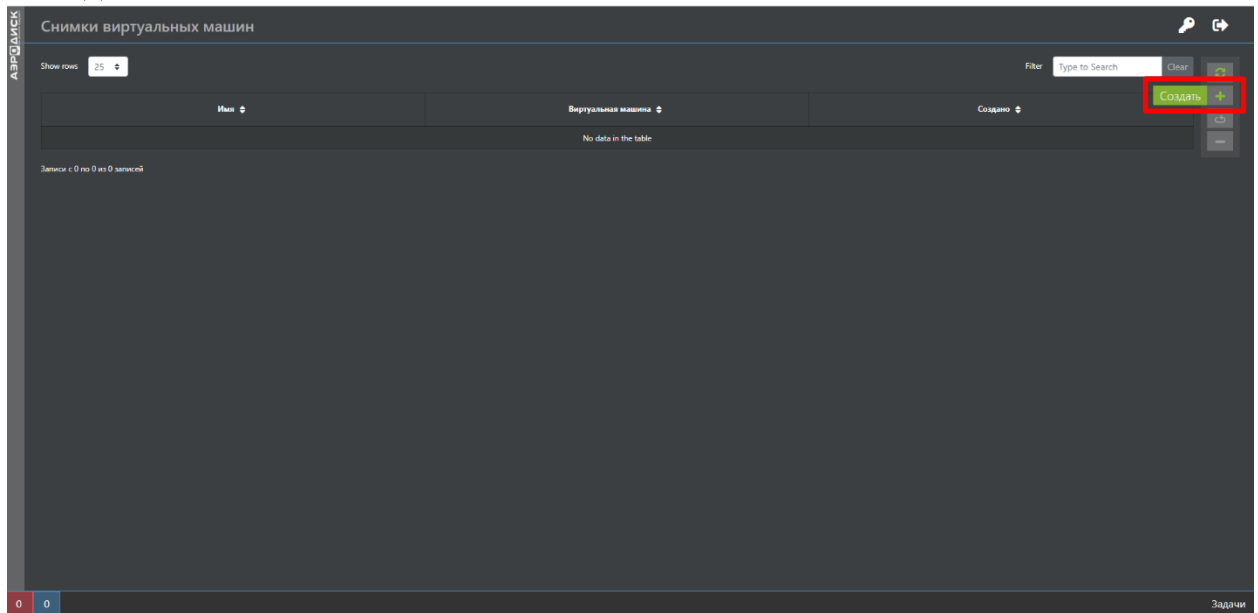 АЭРОДИСК
Снимки виртуальных машин
Show rows 25 Filter Type to Search Clear
Создать
Имя Виртуальная машина Создано
No data in the table
Записи с 0 по 0 из 0 записей
0 0 Задачи